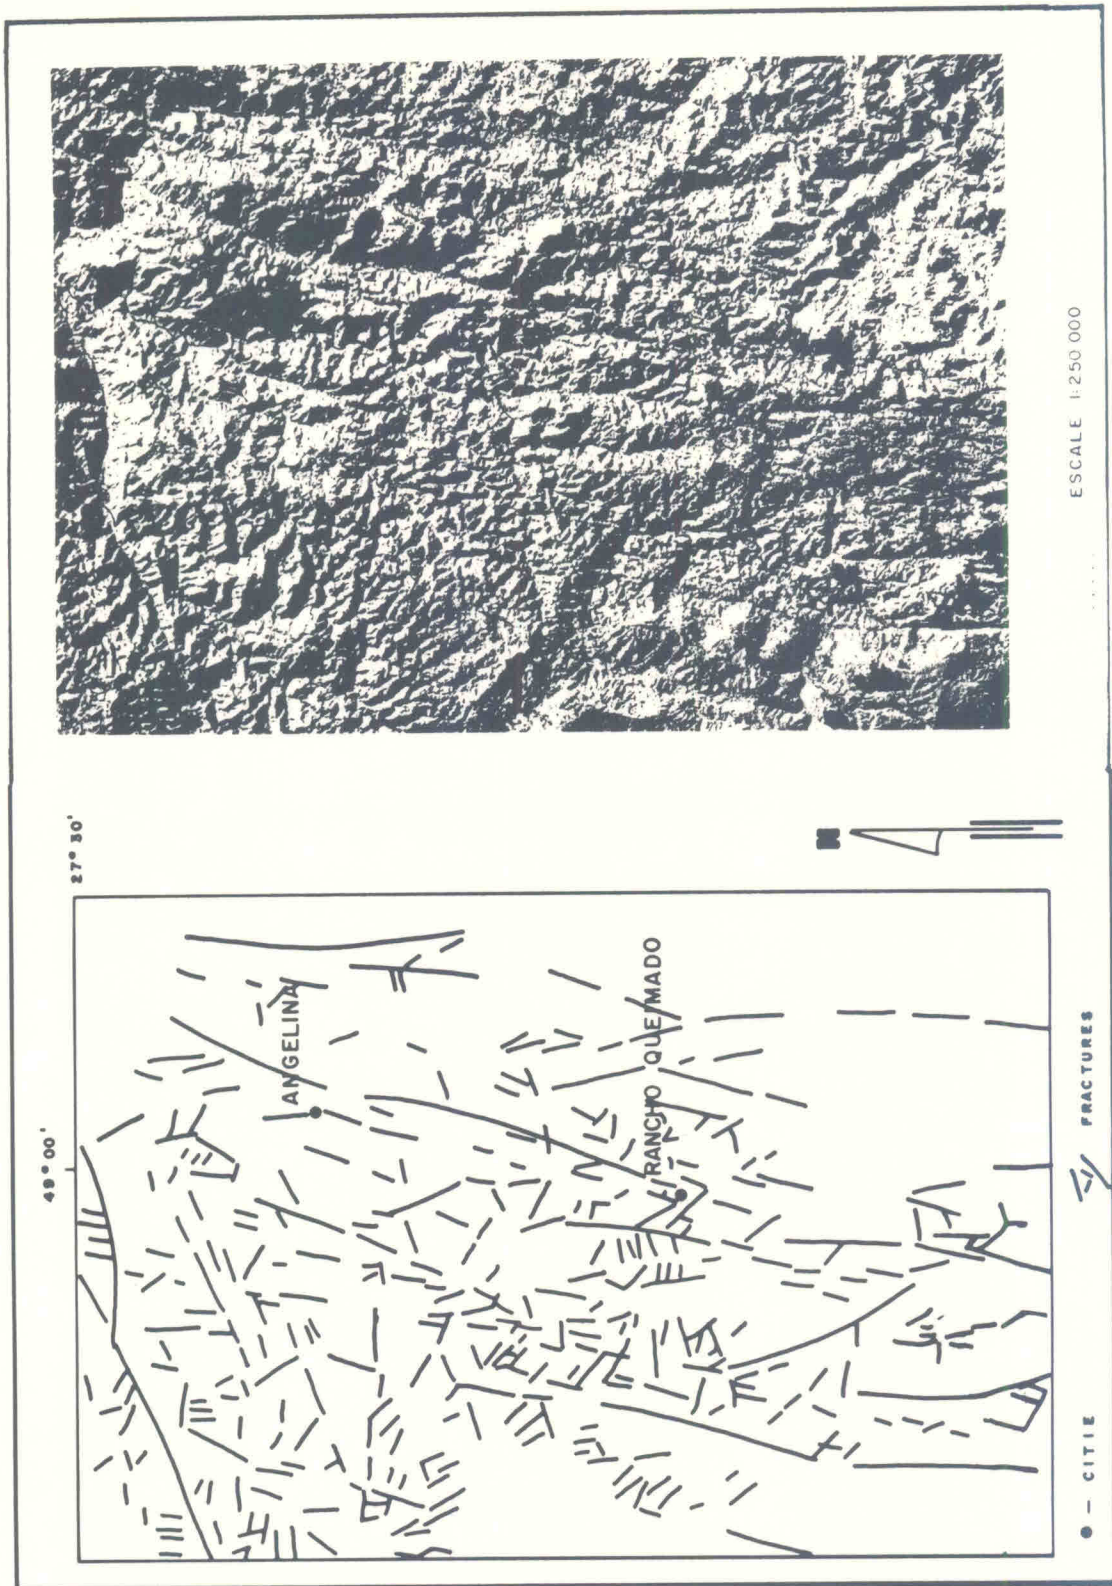 ESCALE 1:250 000
27° 30'
49° 00'
N
ANGELINA
RANCHO QUEIMADO
● — CITIE
FRACTURES